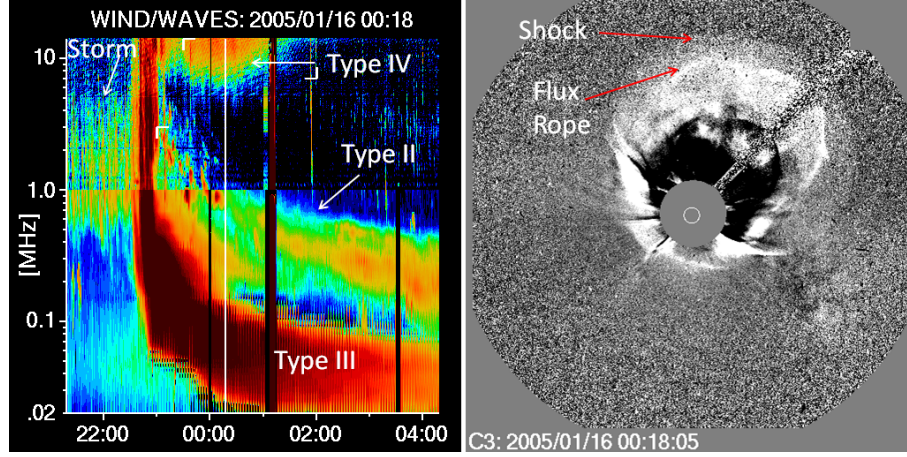 WIND/WAVES: 2005/01/16 00:18
10
Storm
Type IV
Type II
1.0
[MHz]
0.1
Type III
.02
22:00
00:00
02:00
04:00
Shock
Flux
Rope
C3: 2005/01/16 00:18:05